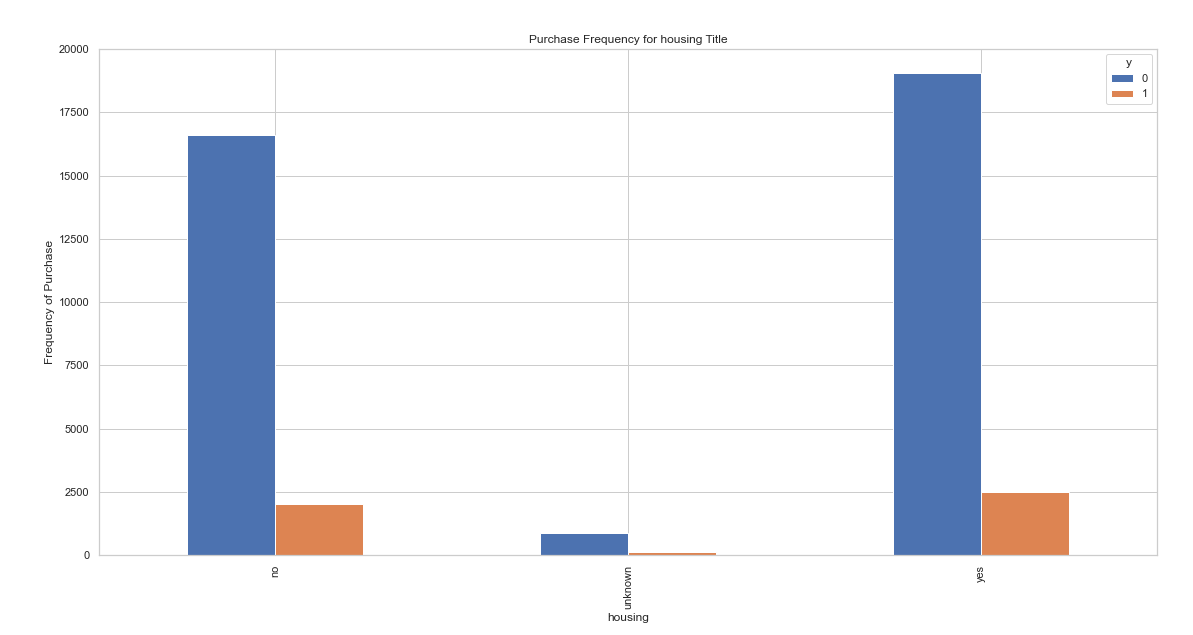 Purchase Frequency for housing Title
20000
17500
15000
12500
10000
7500
5000
2500
0
Frequency of Purchase
y
0
1
no
unknown
yes
housing